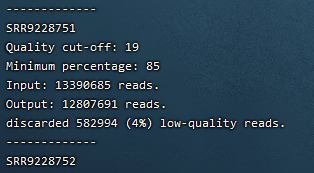 -------------
SRR9228751
Quality cut-off: 19
Minimum percentage: 85
Input: 13390685 reads.
Output: 12807691 reads.
discarded 582994 (4%) low-quality reads.
-------------
SRR9228752